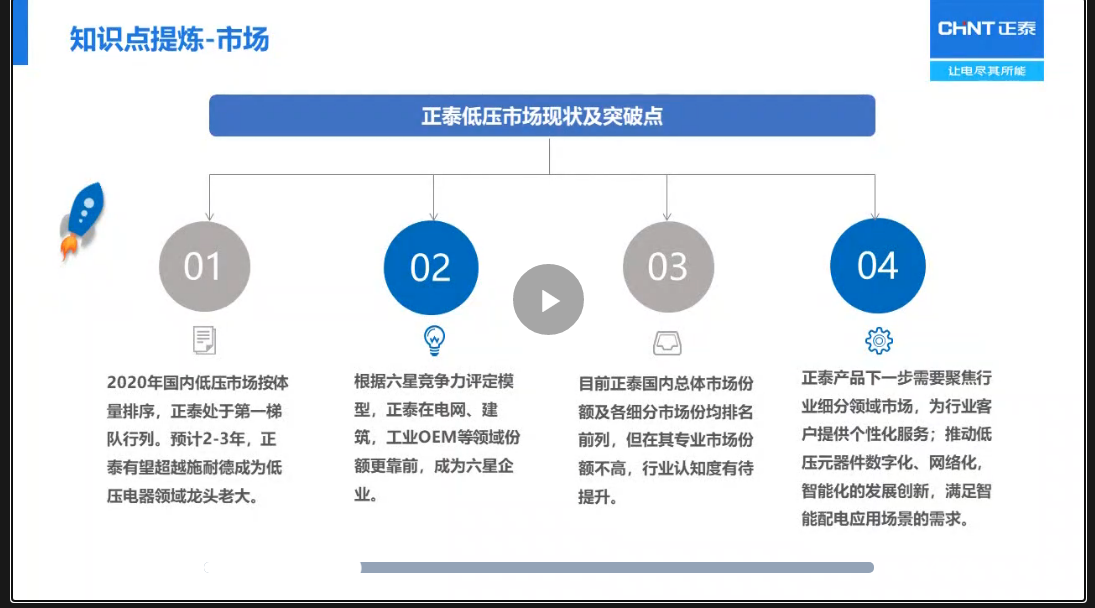 知识点提炼-市场
CHNT 正泰
让电尽其所能
正泰低压市场现状及突破点
01
2020年国内低压市场按体
量排序，正泰处于第一梯
队行列。预计2-3年，正
泰有望超越施耐德成为低
压电器领域龙头老大。
02
根据六星竞争力评定模
型，正泰在电网、建
筑，工业OEM等领域份
额更靠前，成为六星企
业。
03
目前正泰国内总体市场份
额及各细分市场份均排名
前列，但在其专业市场份
额不高，行业认知度有待
提升。
04
正泰产品下一步需要聚焦行
业细分领域市场，为行业客
户提供个性化服务；推动低
压元器件数字化、网络化，
智能化的发展创新，满足智
能配电应用场景的需求。